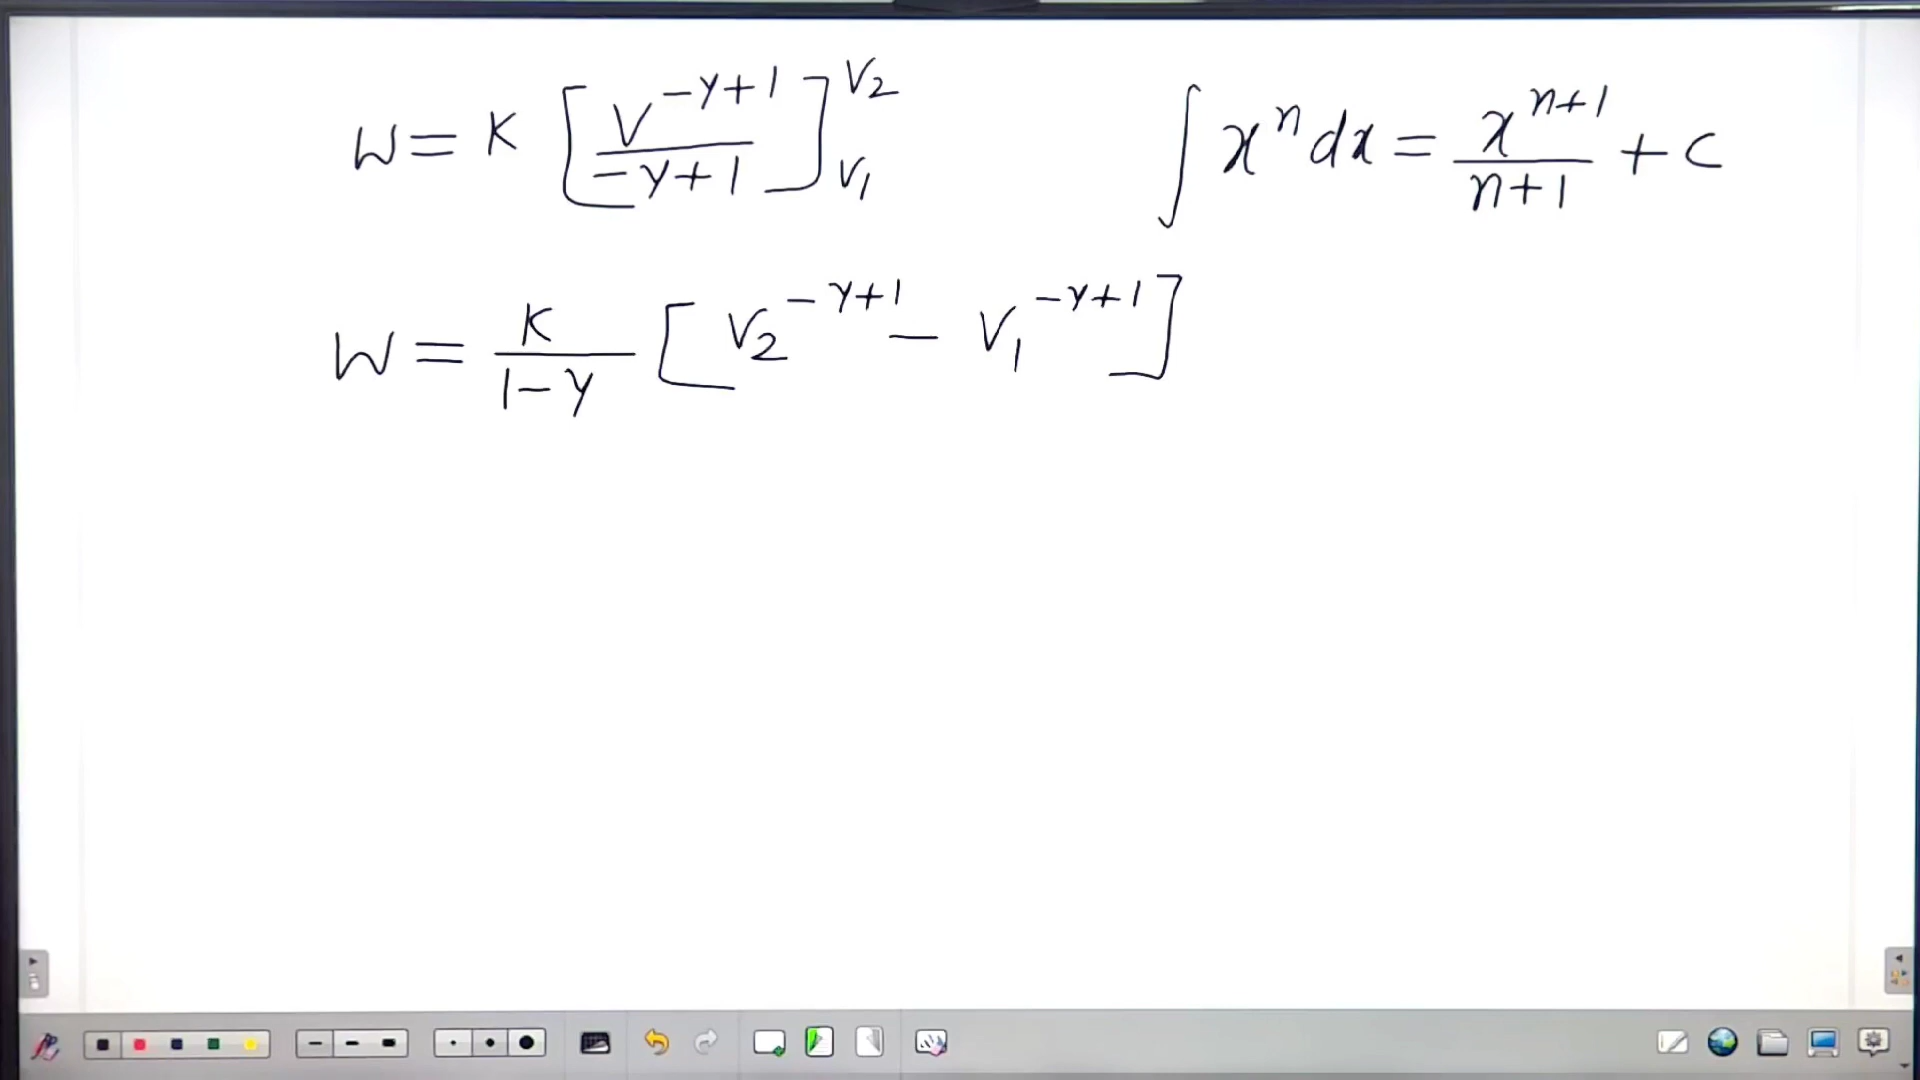 W = K [V^{-γ+1} / -γ+1]_{V1}^{V2}
∫ x^n dx = x^{n+1} / n+1 + c
W = K / 1-γ [V2^{-γ+1} - V1^{-γ+1}]